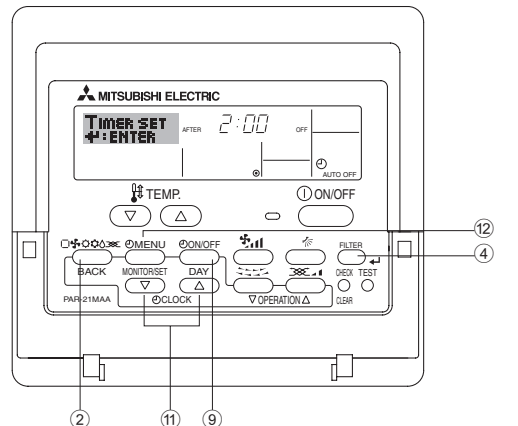 MITSUBISHI ELECTRIC
TIMER SET
↵:ENTER
AFTER 2:00 OFF
AUTO OFF
TEMP. ON/OFF
MENU ON/OFF FILTER
BACK MONITOR/SET DAY CHECK TEST
PAR-21MAA CLOCK ▽OPERATION△ CLEAR
⑫
④
② ⑪ ⑨